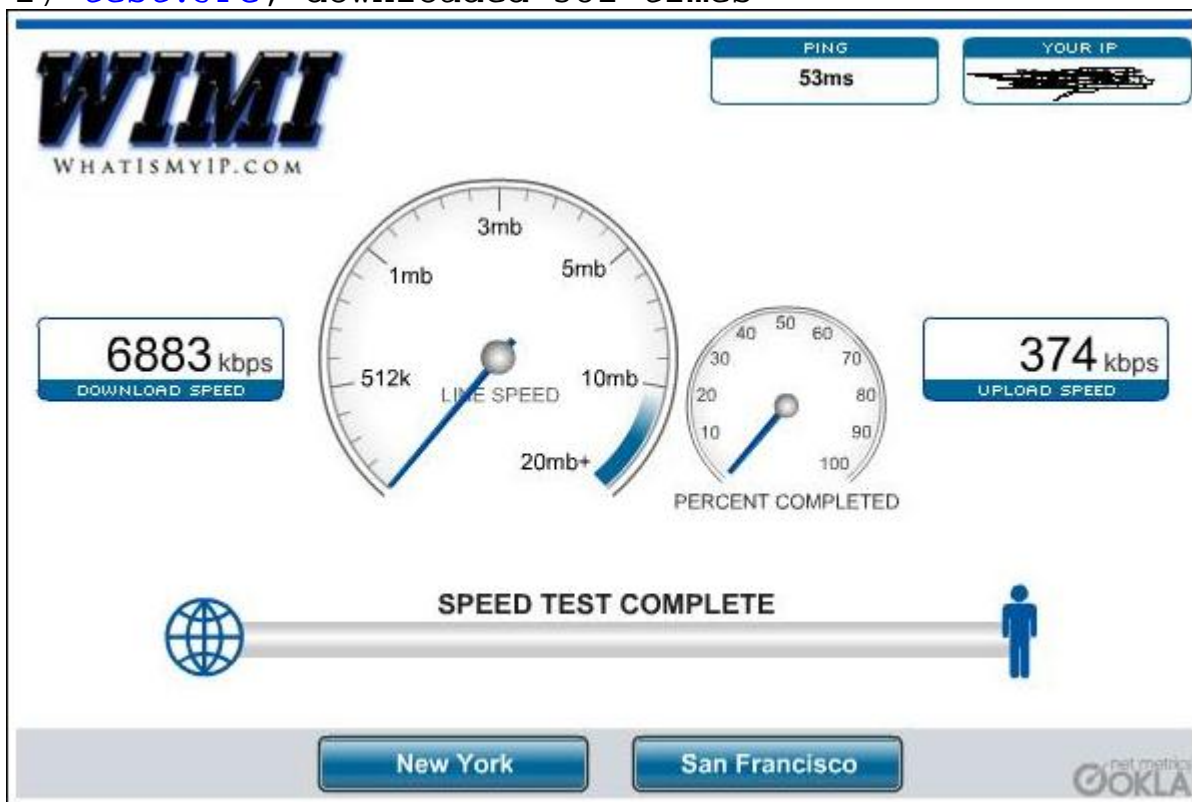 WIMI
WHATISMYIP.COM
PING
53ms
YOUR IP
3mb
1mb
5mb
512k
10mb
LINE SPEED
20mb+
6883 kbps
DOWNLOAD SPEED
50
40
60
30
70
20
80
10
90
100
PERCENT COMPLETED
374 kbps
UPLOAD SPEED
SPEED TEST COMPLETE
New York
San Francisco
net metrics
OOKLA